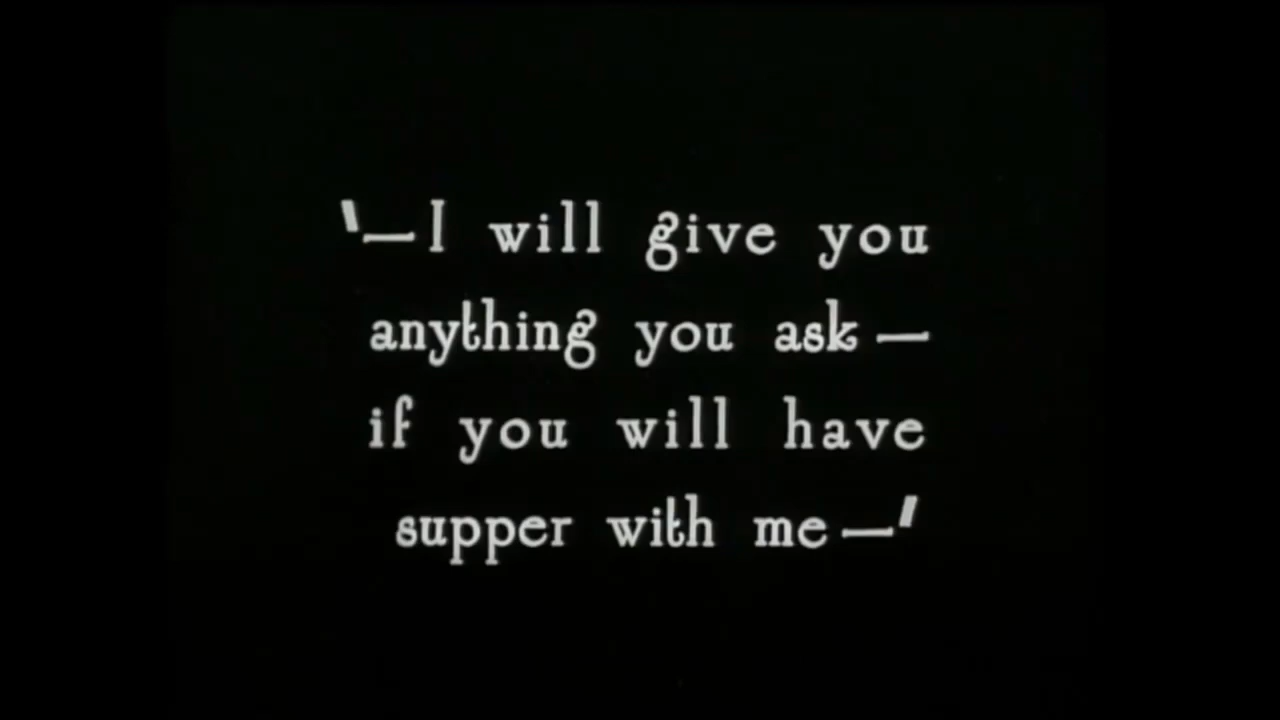 '—I will give you
anything you ask—
if you will have
supper with me—'